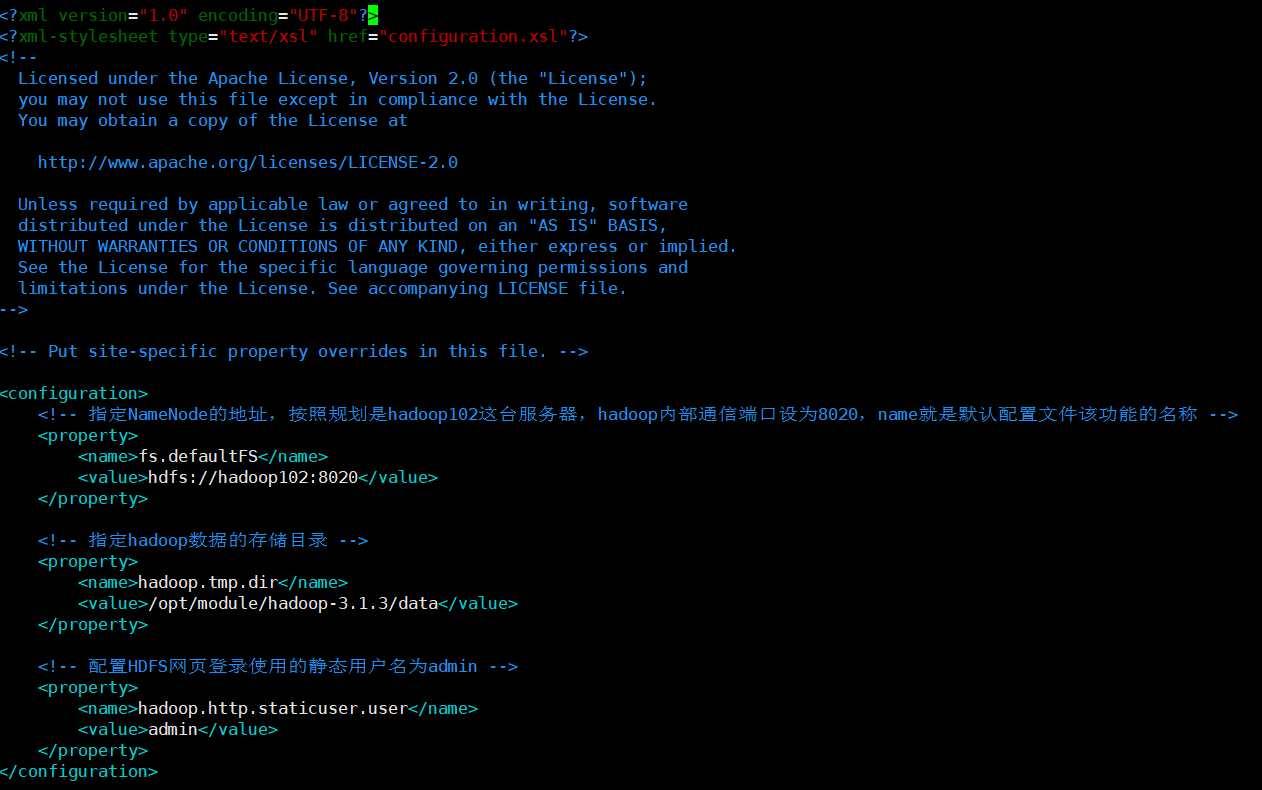 <?xml version="1.0" encoding="UTF-8"?>
<?xml-stylesheet type="text/xsl" href="configuration.xsl"?>
<!--
  Licensed under the Apache License, Version 2.0 (the "License");
  you may not use this file except in compliance with the License.
  You may obtain a copy of the License at

    http://www.apache.org/licenses/LICENSE-2.0

  Unless required by applicable law or agreed to in writing, software
  distributed under the License is distributed on an "AS IS" BASIS,
  WITHOUT WARRANTIES OR CONDITIONS OF ANY KIND, either express or implied.
  See the License for the specific language governing permissions and
  limitations under the License. See accompanying LICENSE file.
-->

<!-- Put site-specific property overrides in this file. -->

<configuration>
    <!-- 指定NameNode的地址，按照规划是hadoop102这台服务器，hadoop内部通信端口设为8020，name就是默认配置文件该功能的名称 -->
    <property>
        <name>fs.defaultFS</name>
        <value>hdfs://hadoop102:8020</value>
    </property>

    <!-- 指定hadoop数据的存储目录 -->
    <property>
        <name>hadoop.tmp.dir</name>
        <value>/opt/module/hadoop-3.1.3/data</value>
    </property>

    <!-- 配置HDFS网页登录使用的静态用户名为admin -->
    <property>
        <name>hadoop.http.staticuser.user</name>
        <value>admin</value>
    </property>
</configuration>